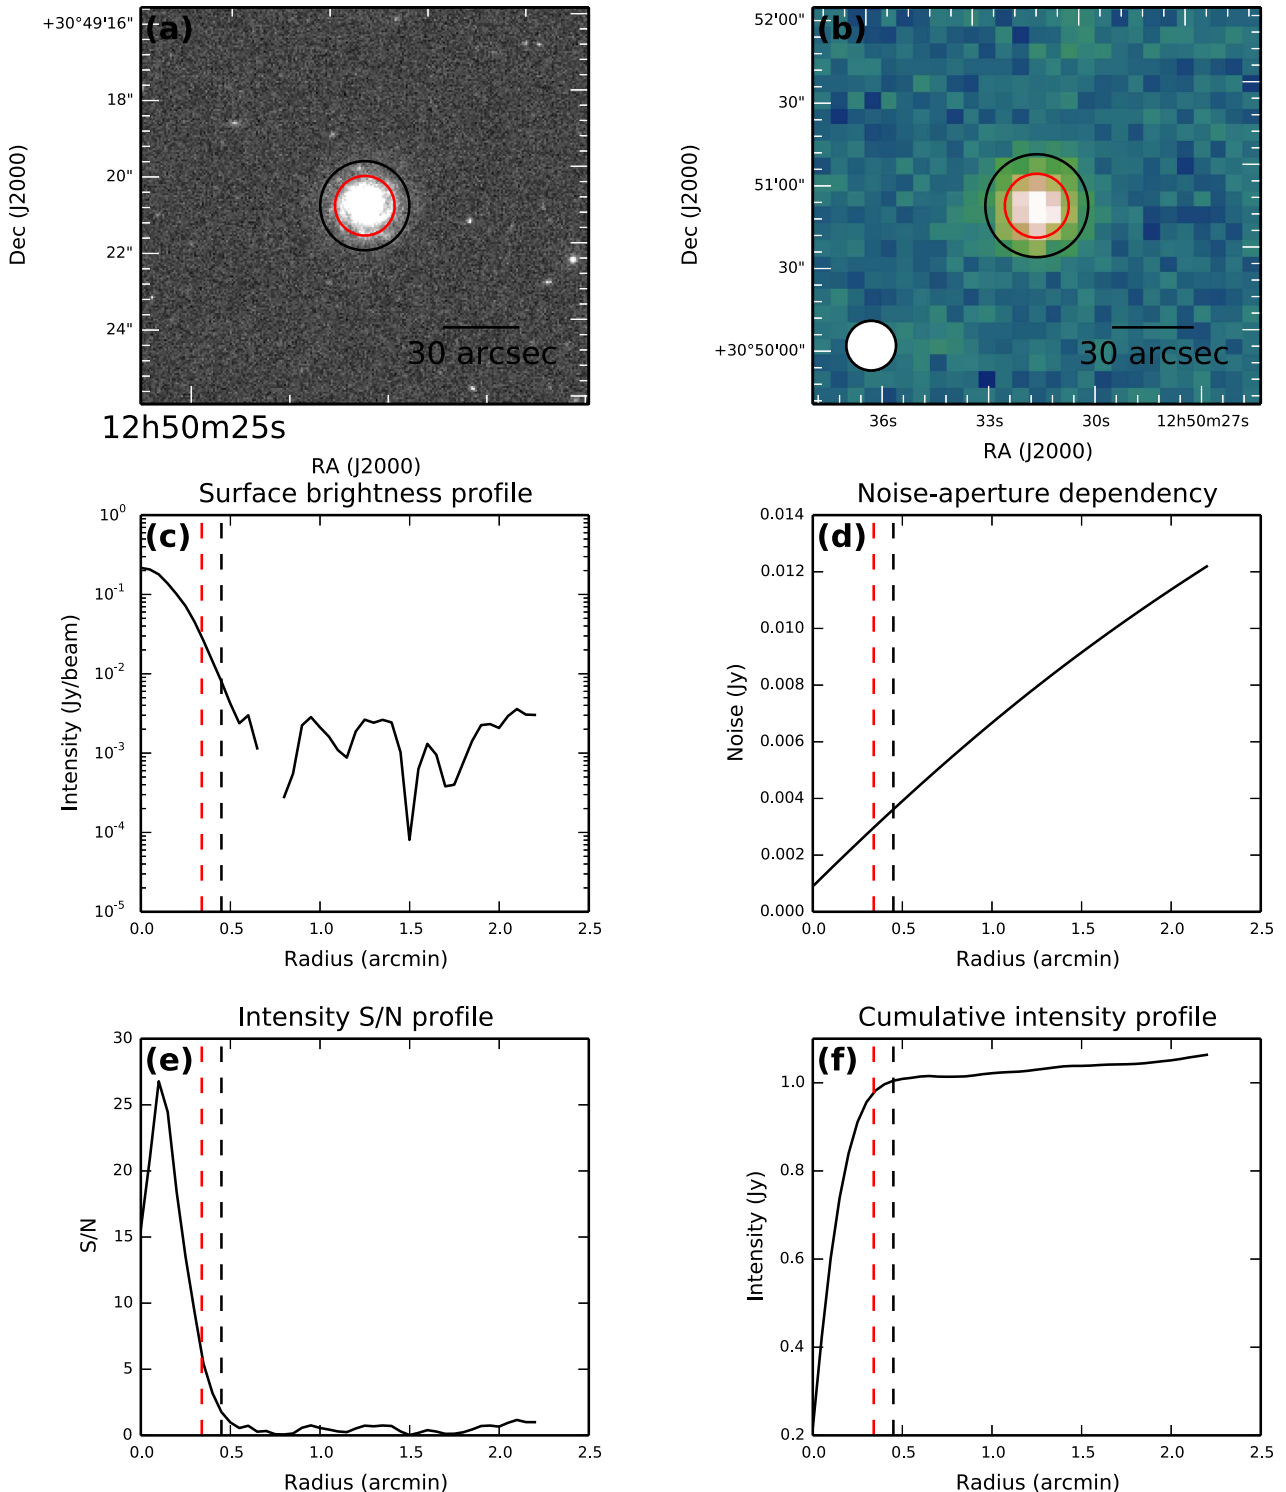 (a)
+30°49'16"
18"
20"
22"
24"
Dec (J2000)
30 arcsec
12h50m25s
RA (J2000)
(b)
52'00"
30"
51'00"
30"
+30°50'00"
Dec (J2000)
30 arcsec
36s 33s 30s 12h50m27s
RA (J2000)
Surface brightness profile
(c)
10^0
10^-1
10^-2
10^-3
10^-4
10^-5
Intensity (Jy/beam)
0.0 0.5 1.0 1.5 2.0 2.5
Radius (arcmin)
Noise-aperture dependency
(d)
0.014
0.012
0.010
0.008
0.006
0.004
0.002
0.000
Noise (Jy)
0.0 0.5 1.0 1.5 2.0 2.5
Radius (arcmin)
Intensity S/N profile
(e)
30
25
20
15
10
5
0
S/N
0.0 0.5 1.0 1.5 2.0 2.5
Radius (arcmin)
Cumulative intensity profile
(f)
1.0
0.8
0.6
0.4
0.2
Intensity (Jy)
0.0 0.5 1.0 1.5 2.0 2.5
Radius (arcmin)